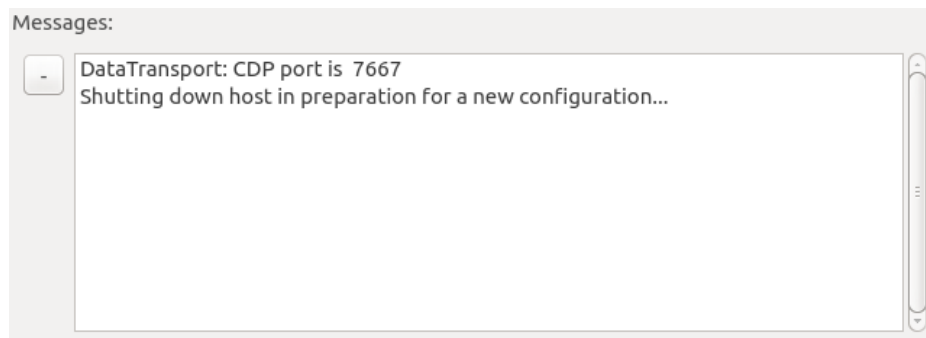 Messages:
-
DataTransport: CDP port is  7667
Shutting down host in preparation for a new configuration...